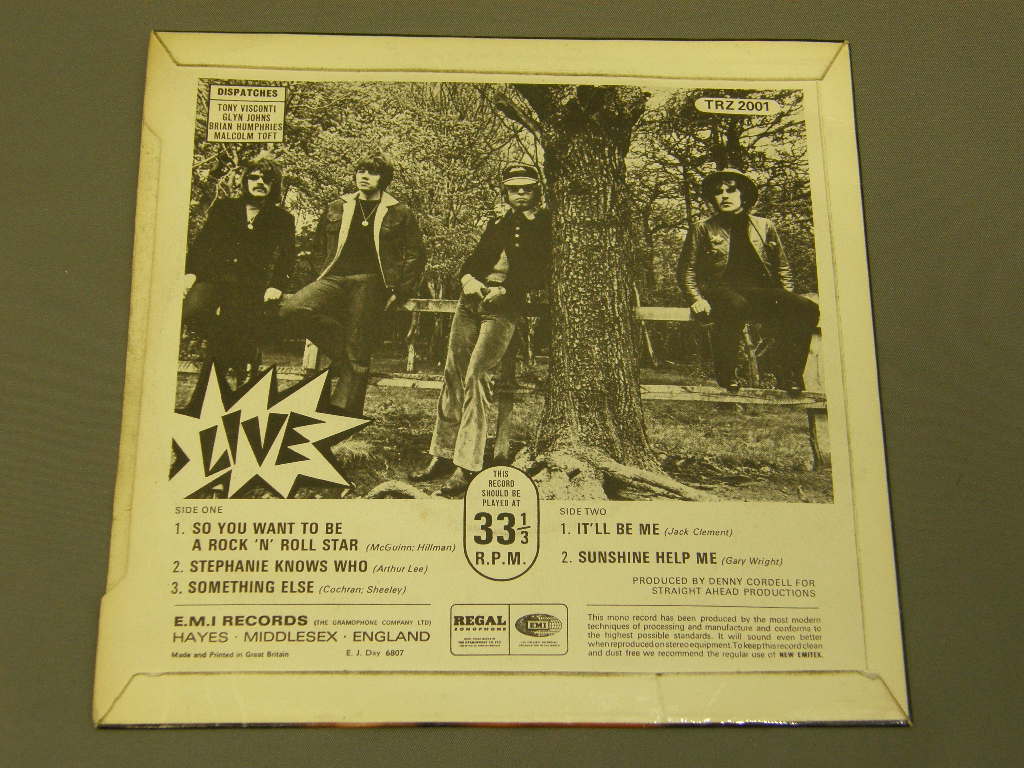 DISPATCHES
TONY VISCONTI
GLYN JOHNS
BRIAN HUMPHRIES
MALCOLM TOFT
TRZ 2001
LIVE
SIDE ONE
1. SO YOU WANT TO BE
A ROCK 'N' ROLL STAR (McGuinn; Hillman)
2. STEPHANIE KNOWS WHO (Arthur Lee)
3. SOMETHING ELSE (Cochran; Sheeley)
THIS
RECORD
SHOULD BE
PLAYED AT
33 1/3
R.P.M.
SIDE TWO
1. IT'LL BE ME (Jack Clement)
2. SUNSHINE HELP ME (Gary Wright)
PRODUCED BY DENNY CORDELL FOR
STRAIGHT AHEAD PRODUCTIONS
E.M.I RECORDS (THE GRAMOPHONE COMPANY LTD)
HAYES · MIDDLESEX · ENGLAND
Made and Printed in Great Britain E. J. Day 6807
REGAL
ZONOPHONE
EMI
This mono record has been produced by the most modern
techniques of processing and manufacture and conforms to
the highest possible standards. It will sound even better
when reproduced on stereo equipment. To keep this record clean
and dust free we recommend the regular use of NEW EMITEX.